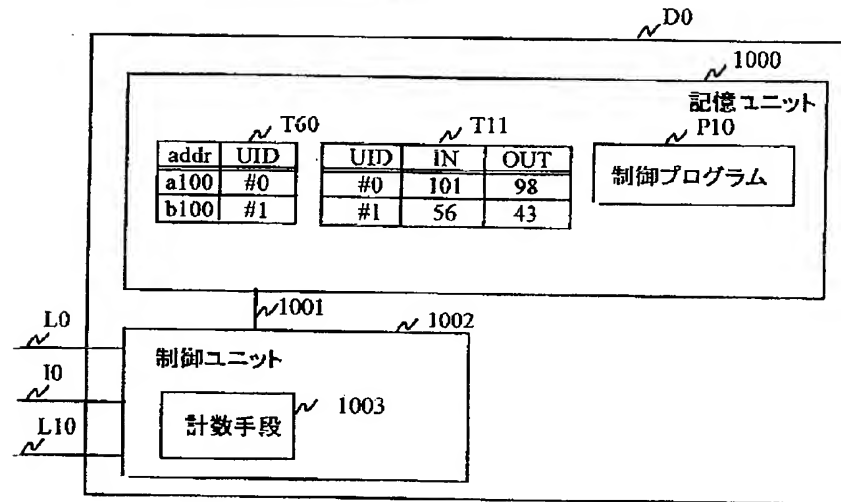 D0
1000
記憶ユニット
T60
T11
P10
addr UID
a100 #0
b100 #1
UID IN OUT
#0 101 98
#1 56 43
制御プログラム
1001
1002
L0
制御ユニット
I0
1003
計数手段
L10